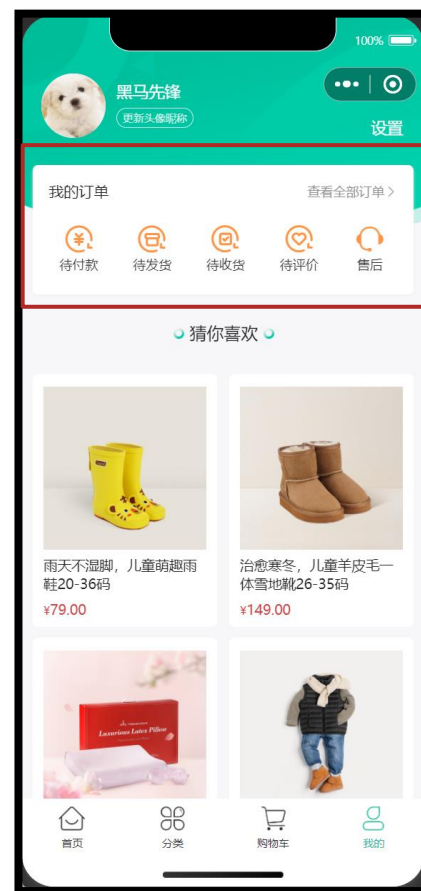 100%
黑马先锋
更新头像昵称
设置
我的订单
查看全部订单>
待付款
待发货
待收货
待评价
售后
猜你喜欢
雨天不湿脚，儿童萌趣雨
鞋20-36码
¥79.00
治愈寒冬，儿童羊皮毛一
体雪地靴26-35码
¥149.00
Luxurious Latex Pillow
首页
分类
购物车
我的